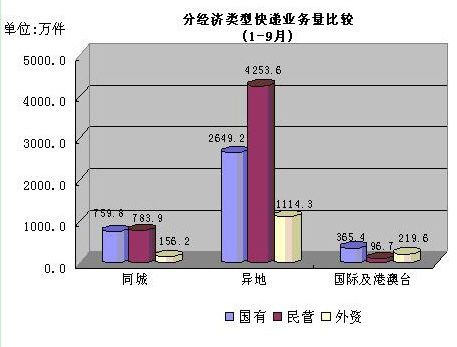 分经济类型快递业务量比较
(1-9月)
单位:万件
5000.0
4000.0
3000.0
2000.0
1000.0
0.0
759.8 783.9 156.2
2649.2 4253.6 1114.3
365.4 96.7 219.6
同城 异地 国际及港澳台
国有 民营 外资